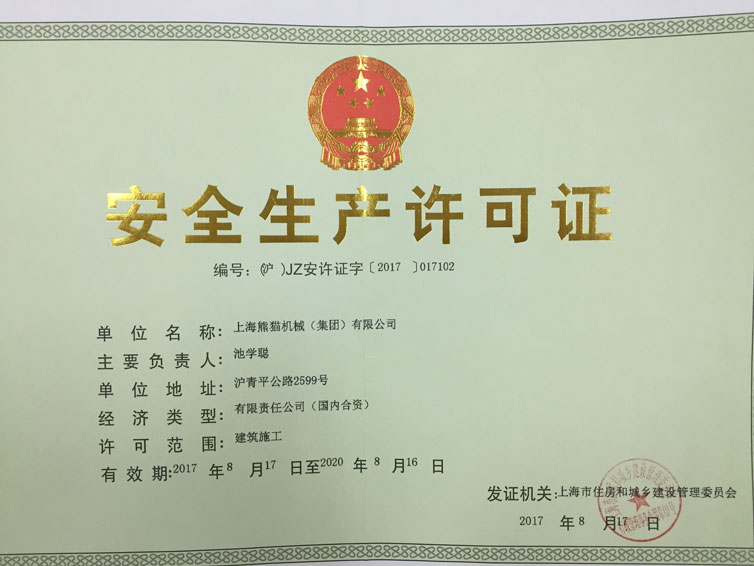 安全生产许可证
编号：（沪）JZ安许证字〔2017〕017102
单位名称：上海熊猫机械（集团）有限公司
主要负责人：池学聪
单位地址：沪青平公路2599号
经济类型：有限责任公司（国内合资）
许可范围：建筑施工
有效期：2017年8月17日至2020年8月16日
发证机关：上海市住房和城乡建设管理委员会
2017年8月17日